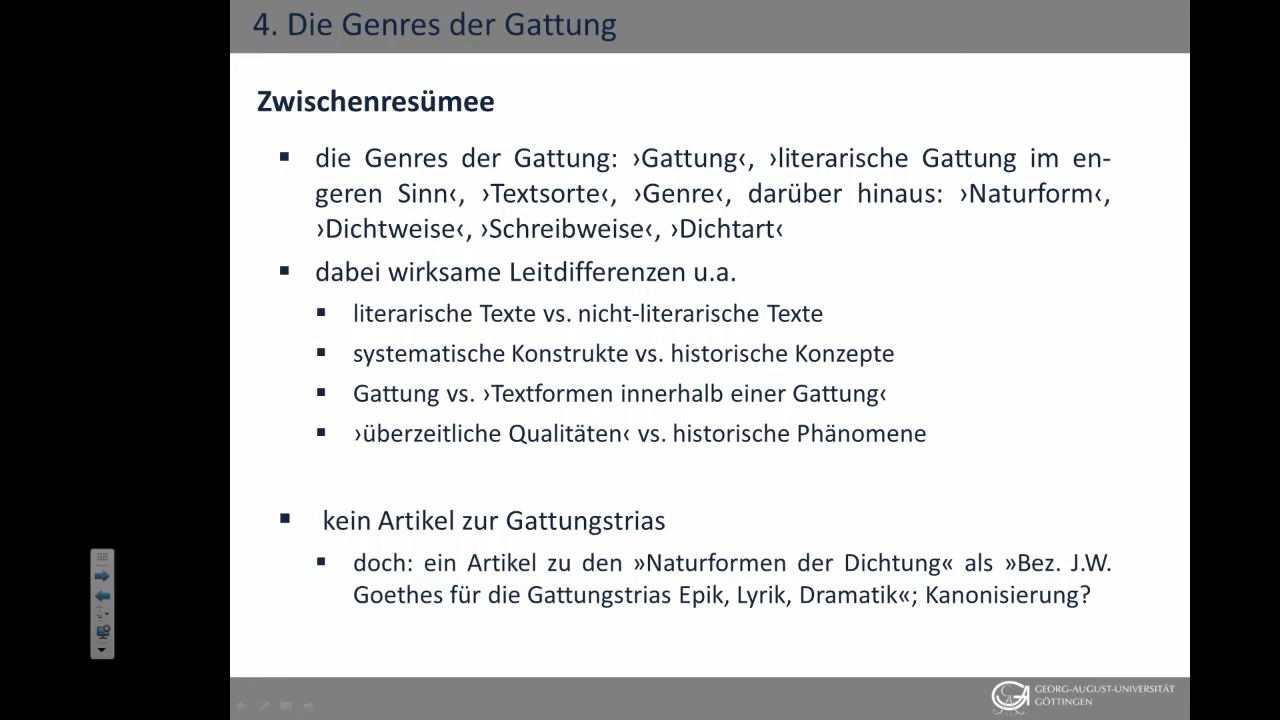 4. Die Genres der Gattung
Zwischenresümee
▪ die Genres der Gattung: ›Gattung‹, ›literarische Gattung im en-
geren Sinn‹, ›Textsorte‹, ›Genre‹, darüber hinaus: ›Naturform‹,
›Dichtweise‹, ›Schreibweise‹, ›Dichtart‹
▪ dabei wirksame Leitdifferenzen u.a.
▪ literarische Texte vs. nicht-literarische Texte
▪ systematische Konstrukte vs. historische Konzepte
▪ Gattung vs. ›Textformen innerhalb einer Gattung‹
▪ ›überzeitliche Qualitäten‹ vs. historische Phänomene
▪ kein Artikel zur Gattungstrias
▪ doch: ein Artikel zu den »Naturformen der Dichtung« als »Bez. J.W.
Goethes für die Gattungstrias Epik, Lyrik, Dramatik«; Kanonisierung?
GEORG-AUGUST-UNIVERSITÄT
GÖTTINGEN